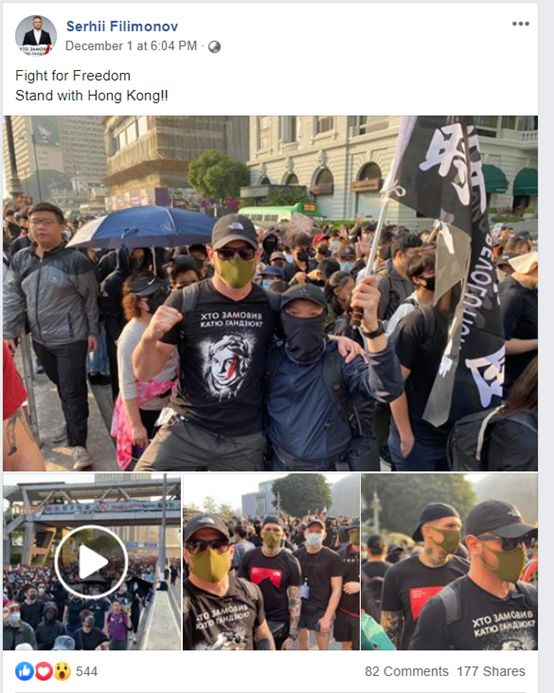 Serhii Filimonov
December 1 at 6:04 PM ·
Fight for Freedom
Stand with Hong Kong!!
ХТО ЗАМОВИВ
КАТЮ ГАНДЗЮК?
REVOLUTION
ХТО ЗАМОВИВ
КАТЮ ГАНДЗЮК?
ХТО ЗАМОВИВ
КАТЮ ГАНДЗЮК?
544
82 Comments 177 Shares